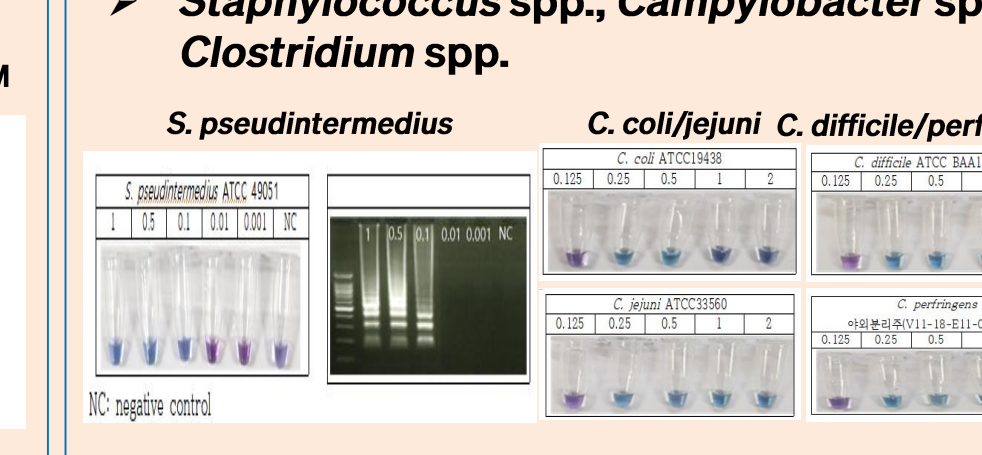 Staphylococcus spp., Campylobacter sp
Clostridium spp.
M
S. pseudintermedius
C. coli/jejuni
C. difficile/perf
S. pseudintermedius ATCC 49051
1 0.5 0.1 0.01 0.001 NC
1 0.5 0.1 0.01 0.001 NC
NC: negative control
C. coli ATCC19438
0.125 0.25 0.5 1 2
C. jejuni ATCC33560
0.125 0.25 0.5 1 2
C. difficile ATCC BAA1
0.125 0.25 0.5
C. perfringens
야외분리주(V11-18-E11-
0.125 0.25 0.5